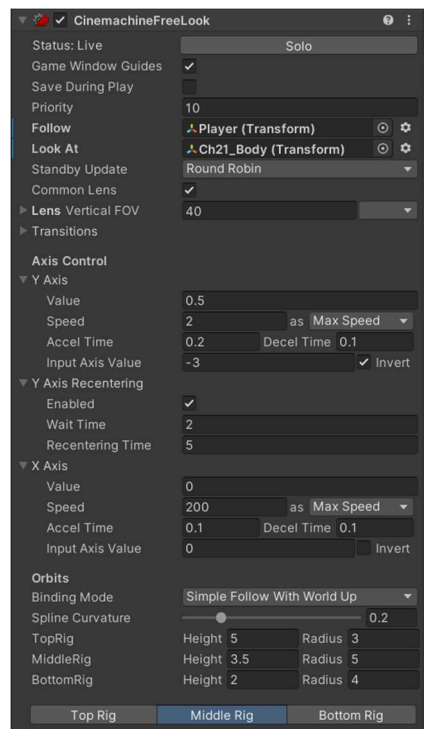 CinemachineFreeLook
Status: Live Solo
Game Window Guides
Save During Play
Priority 10
Follow Player (Transform)
Look At Ch21_Body (Transform)
Standby Update Round Robin
Common Lens
Lens Vertical FOV 40
Transitions
Axis Control
Y Axis
Value 0.5
Speed 2 as Max Speed
Accel Time 0.2 Decel Time 0.1
Input Axis Value -3 Invert
Y Axis Recentering
Enabled
Wait Time 2
Recentering Time 5
X Axis
Value 0
Speed 200 as Max Speed
Accel Time 0.1 Decel Time 0.1
Input Axis Value 0 Invert
Orbits
Binding Mode Simple Follow With World Up
Spline Curvature 0.2
TopRig Height 5 Radius 3
MiddleRig Height 3.5 Radius 5
BottomRig Height 2 Radius 4
Top Rig Middle Rig Bottom Rig